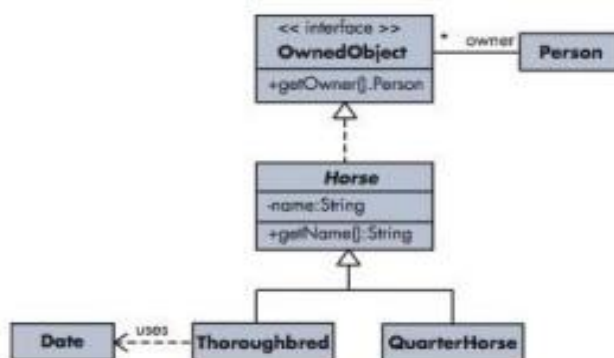 << interface >>
OwnedObject
* owner
Person
+getOwner().Person
Horse
-name:String
+getName():String
Date
uses
Thoroughbred
QuarterHorse